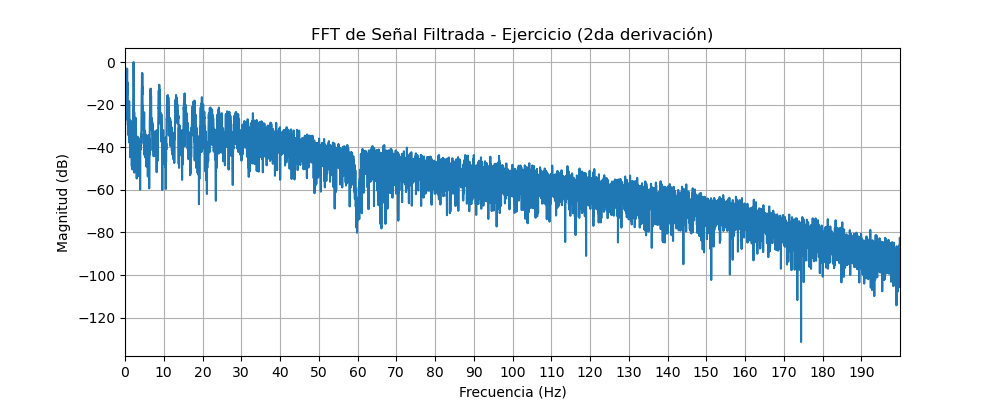 FFT de Señal Filtrada - Ejercicio (2da derivación)
Magnitud (dB)
0
−20
−40
−60
−80
−100
−120
0 10 20 30 40 50 60 70 80 90 100 110 120 130 140 150 160 170 180 190
Frecuencia (Hz)